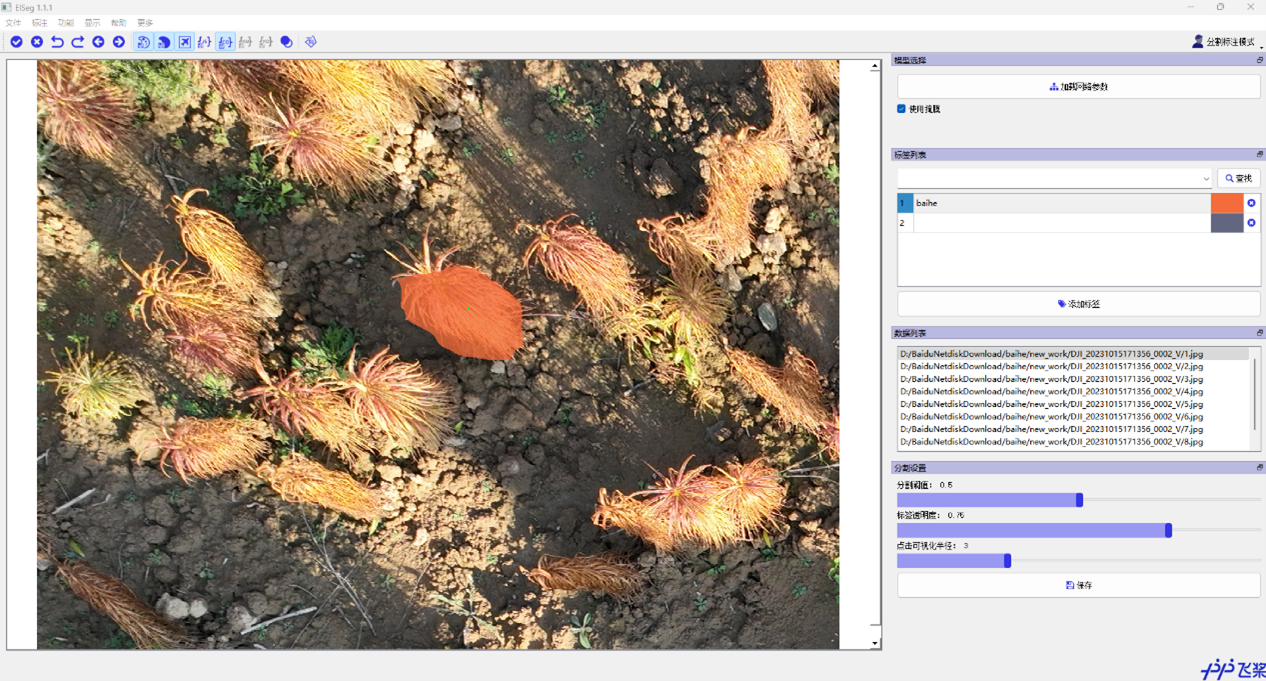 EISeg 1.1.1
文件 标注 功能 显示 帮助 更多
分割标注模式
模型选择
加载网络参数
使用掩膜
标签列表
查找
1 baihe
2
添加标签
数据列表
D:/BaiduNetdiskDownload/baihe/new_work/DJI_20231015171356_0002_V/1.jpg
D:/BaiduNetdiskDownload/baihe/new_work/DJI_20231015171356_0002_V/2.jpg
D:/BaiduNetdiskDownload/baihe/new_work/DJI_20231015171356_0002_V/3.jpg
D:/BaiduNetdiskDownload/baihe/new_work/DJI_20231015171356_0002_V/4.jpg
D:/BaiduNetdiskDownload/baihe/new_work/DJI_20231015171356_0002_V/5.jpg
D:/BaiduNetdiskDownload/baihe/new_work/DJI_20231015171356_0002_V/6.jpg
D:/BaiduNetdiskDownload/baihe/new_work/DJI_20231015171356_0002_V/7.jpg
D:/BaiduNetdiskDownload/baihe/new_work/DJI_20231015171356_0002_V/8.jpg
分割设置
分割阈值： 0.5
标签透明度： 0.75
点击可视化半径： 3
保存
飞桨